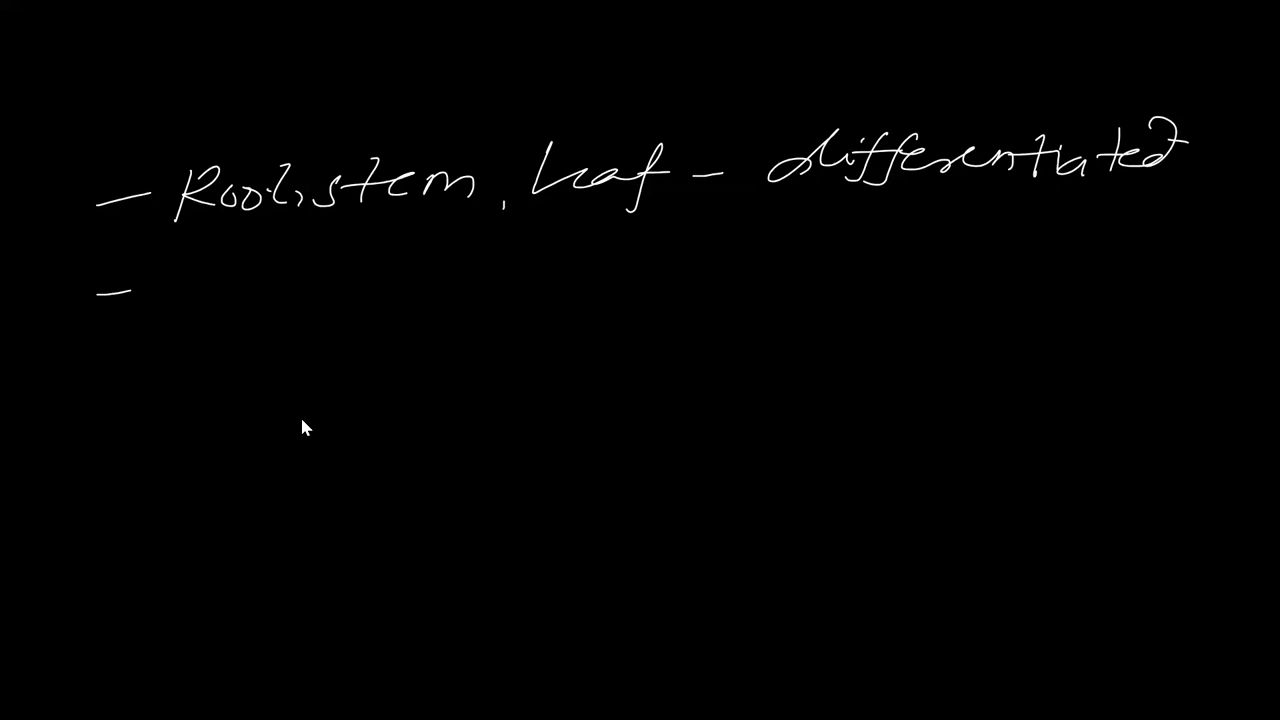 - Root, stem, Leaf - differentiated
-